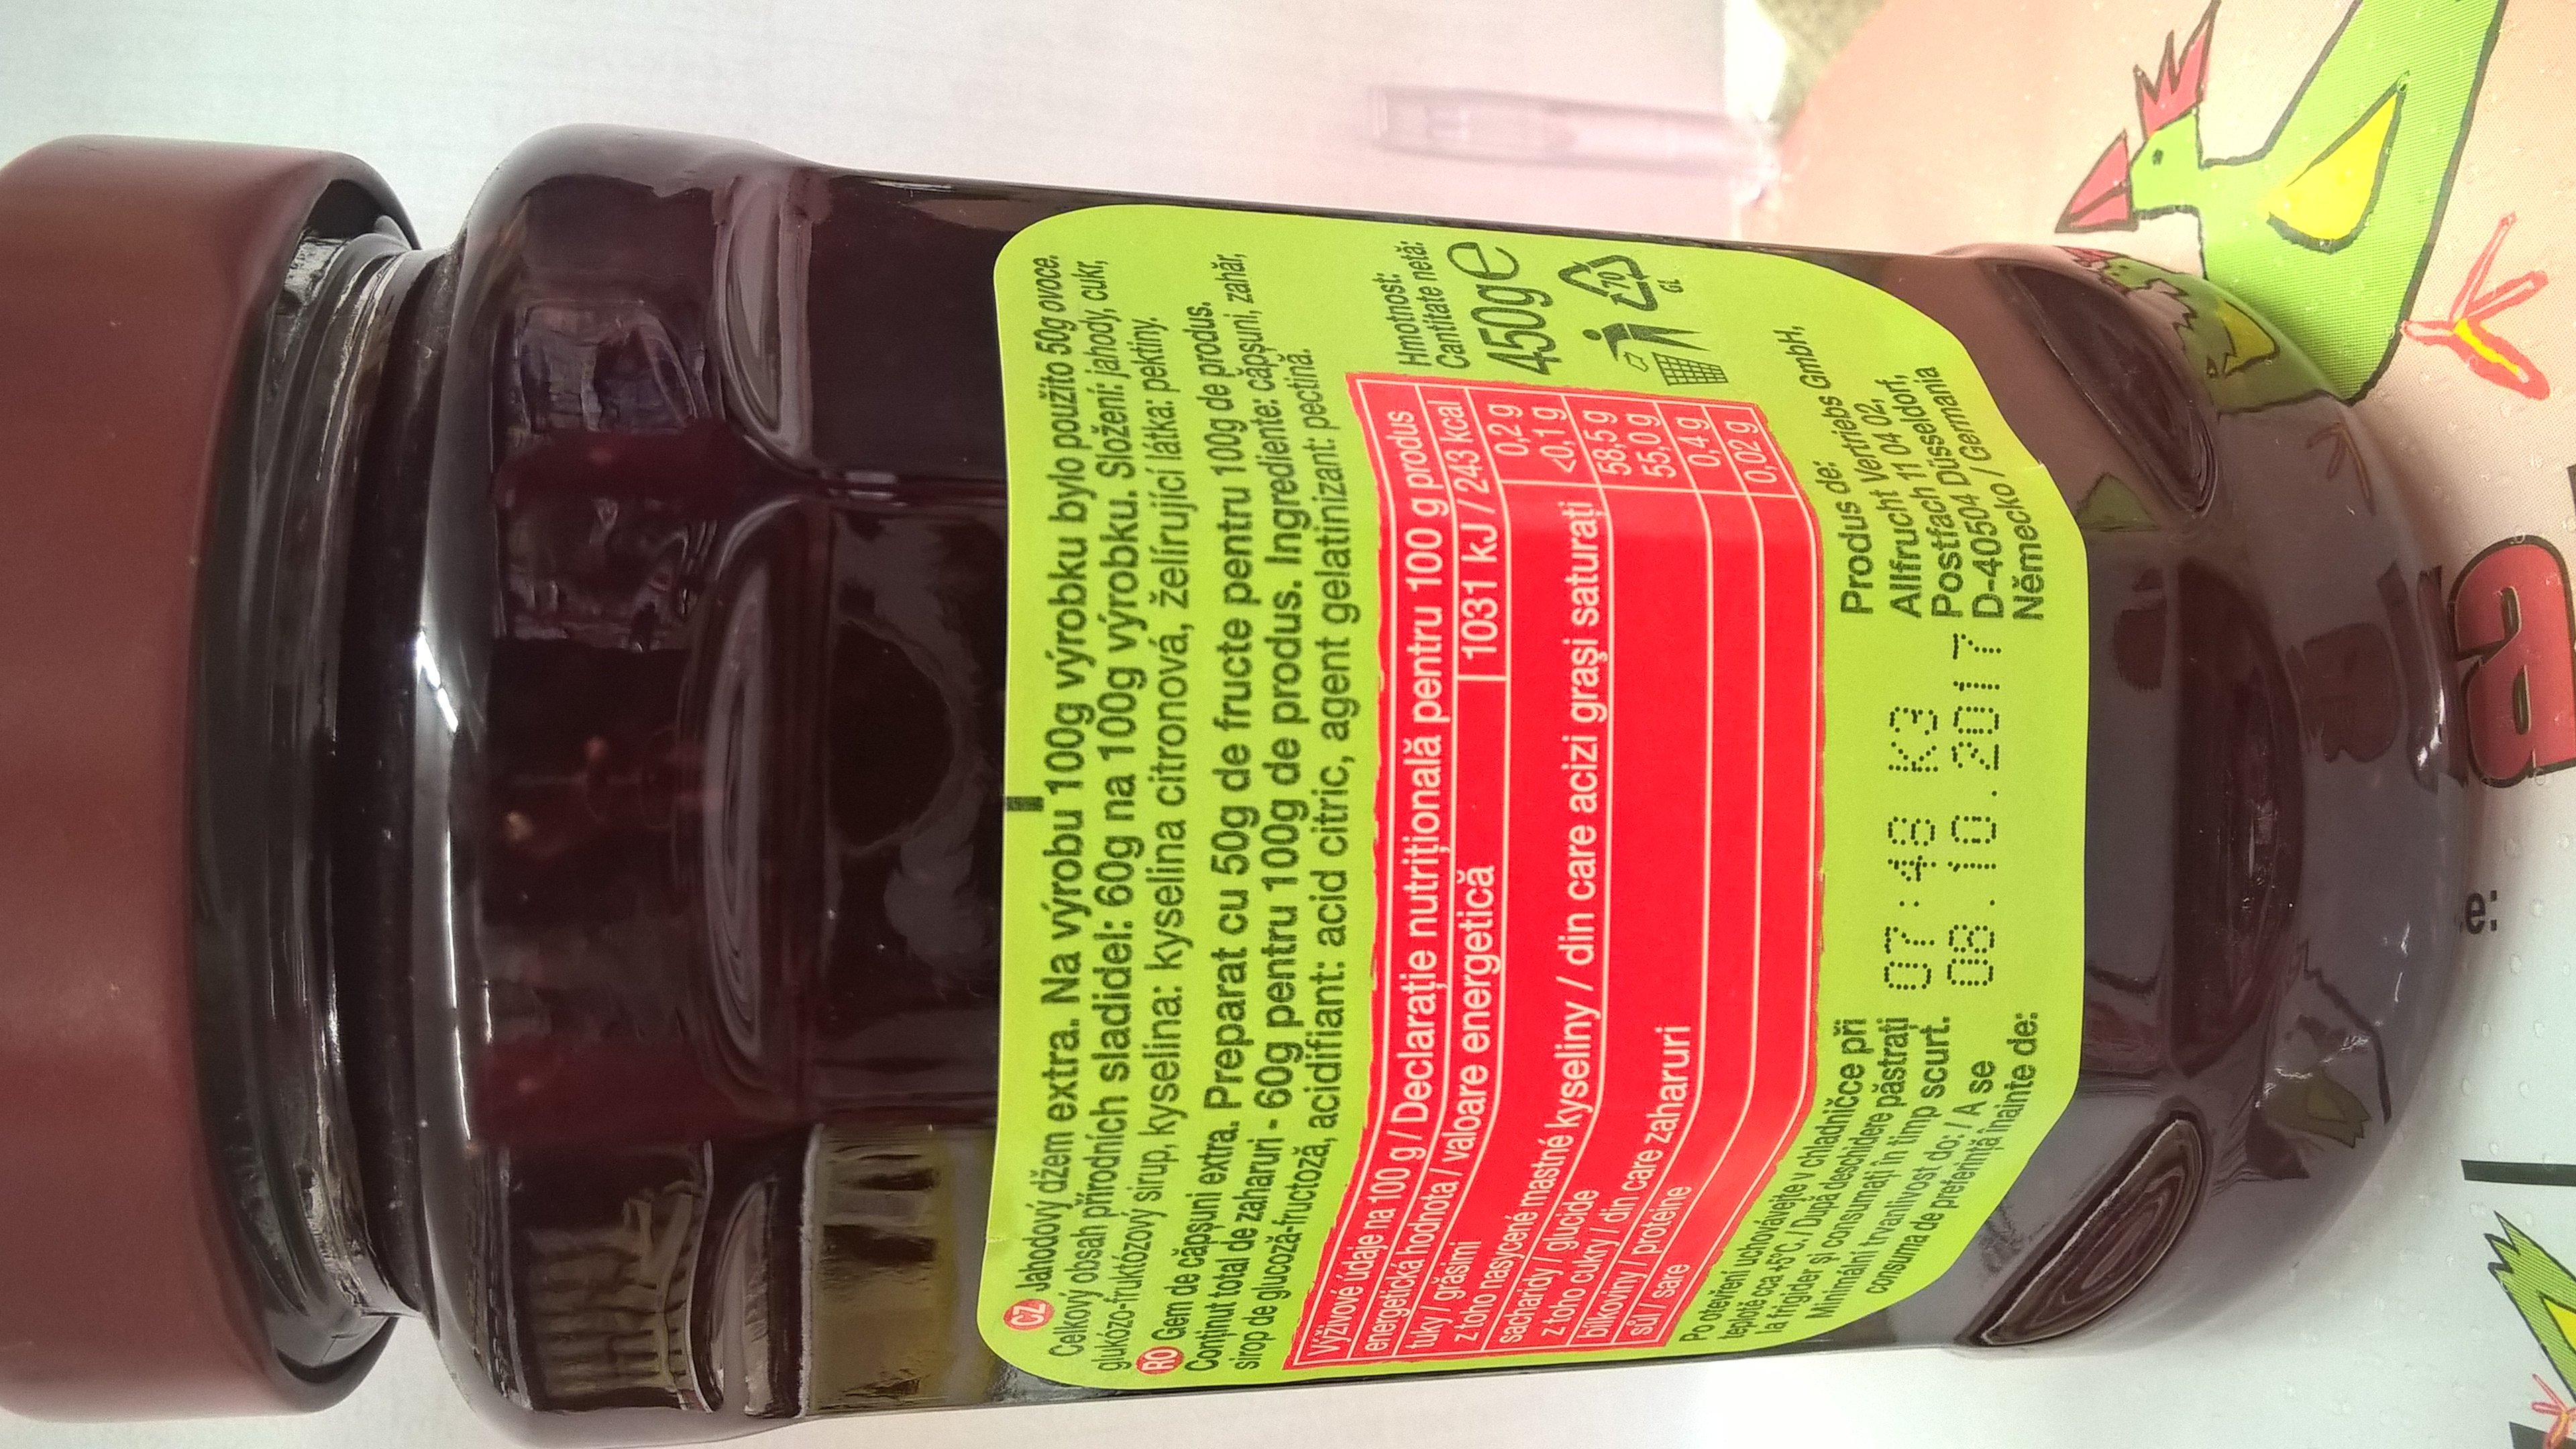 CZ Jahodový džem extra. Na výrobu 100g výrobku bylo použito 50g ovoce.
Celkový obsah přírodních sladidel: 60g na 100g výrobku. Složení: jahody, cukr,
glukózo-fruktózový sirup, kyselina: kyselina citronová, želírující látka: pektiny.
RO Gem de căpșuni extra. Preparat cu 50g de fructe pentru 100g de produs.
Conținut total de zaharuri - 60g pentru 100g de produs. Ingrediente: căpșuni, zahăr,
sirop de glucoză-fructoză, acidifiant: acid citric, agent gelatinizant: pectină.
Výživové údaje na 100 g / Declarație nutrițională pentru 100 g produs
energetická hodnota / valoare energetică 1031 kJ / 243 kcal
tuky / grăsimi 0,2 g
z toho nasycené mastné kyseliny / din care acizi grași saturați <0,1 g
sacharidy / glucide 58,5 g
z toho cukry / din care zaharuri 55,0 g
bílkoviny / proteine 0,4 g
sůl / sare 0,02 g
Hmotnost:
Cantitate netă:
450g e
70
GL
Po otevření uchovávejte v chladničce při
teplotě cca +5°C. / După deschidere păstrați
la frigider și consumați în timp scurt.
Minimální trvanlivost do: / A se
consuma de preferință înainte de:
07:48 K3
08.10.2017
Produs de:
Allfrucht Vertriebs GmbH,
Postfach 11 04 02,
D-40504 Düsseldorf,
Německo / Germania
a
e: